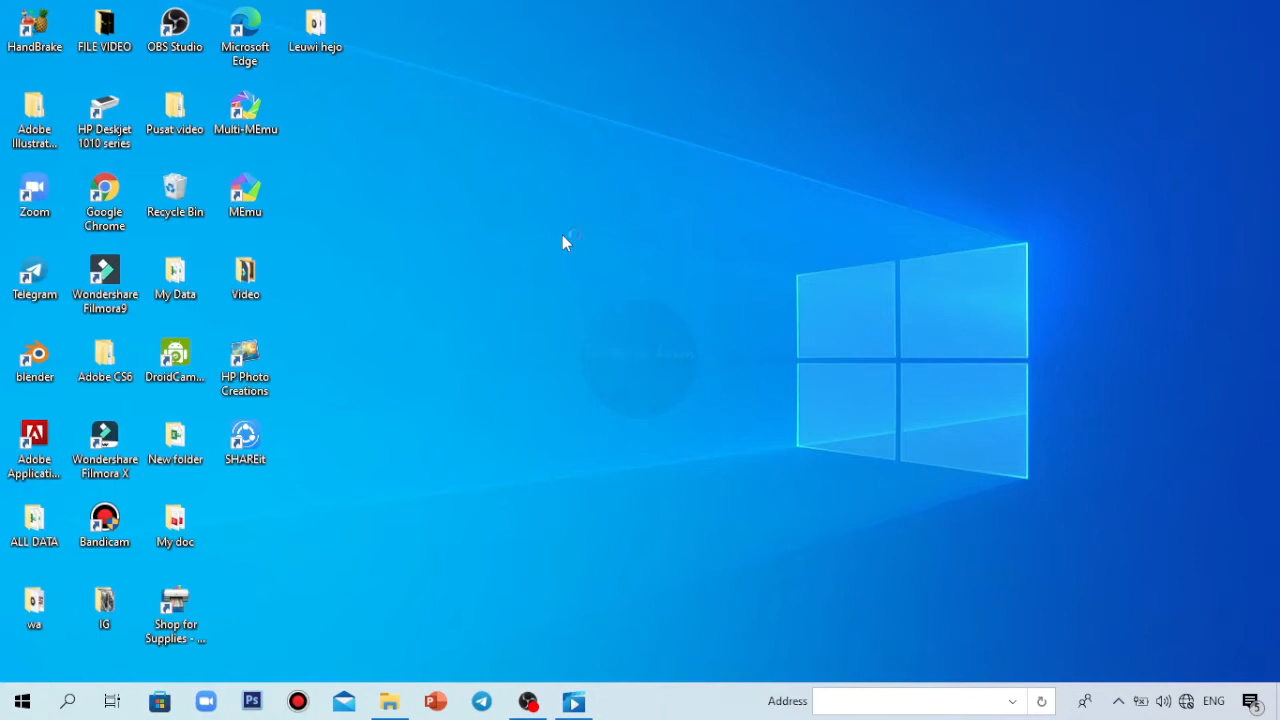 HandBrake
FILE VIDEO
OBS Studio
Microsoft
Edge
Leuwi hejo
Adobe
Illustrat...
HP Deskjet
1010 series
Pusat video
Multi-MEmu
Zoom
Google
Chrome
Recycle Bin
MEmu
Telegram
Wondershare
Filmora9
My Data
Video
blender
Adobe CS6
DroidCam...
HP Photo
Creations
Adobe
Applicati...
Wondershare
Filmora X
New folder
SHAREit
ALL DATA
Bandicam
My doc
wa
IG
Shop for
Supplies - ...
Ps
Address
ENG
5